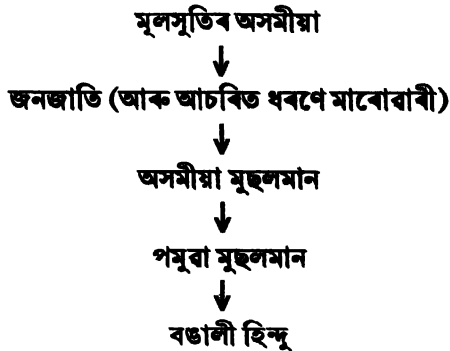 মূলসূতিৰ অসমীয়া
জনজাতি (আৰু আচৰিত ধৰণে মাৰোৱাৰী)
অসমীয়া মুছলমান
পমুৱা মুছলমান
বঙালী হিন্দু